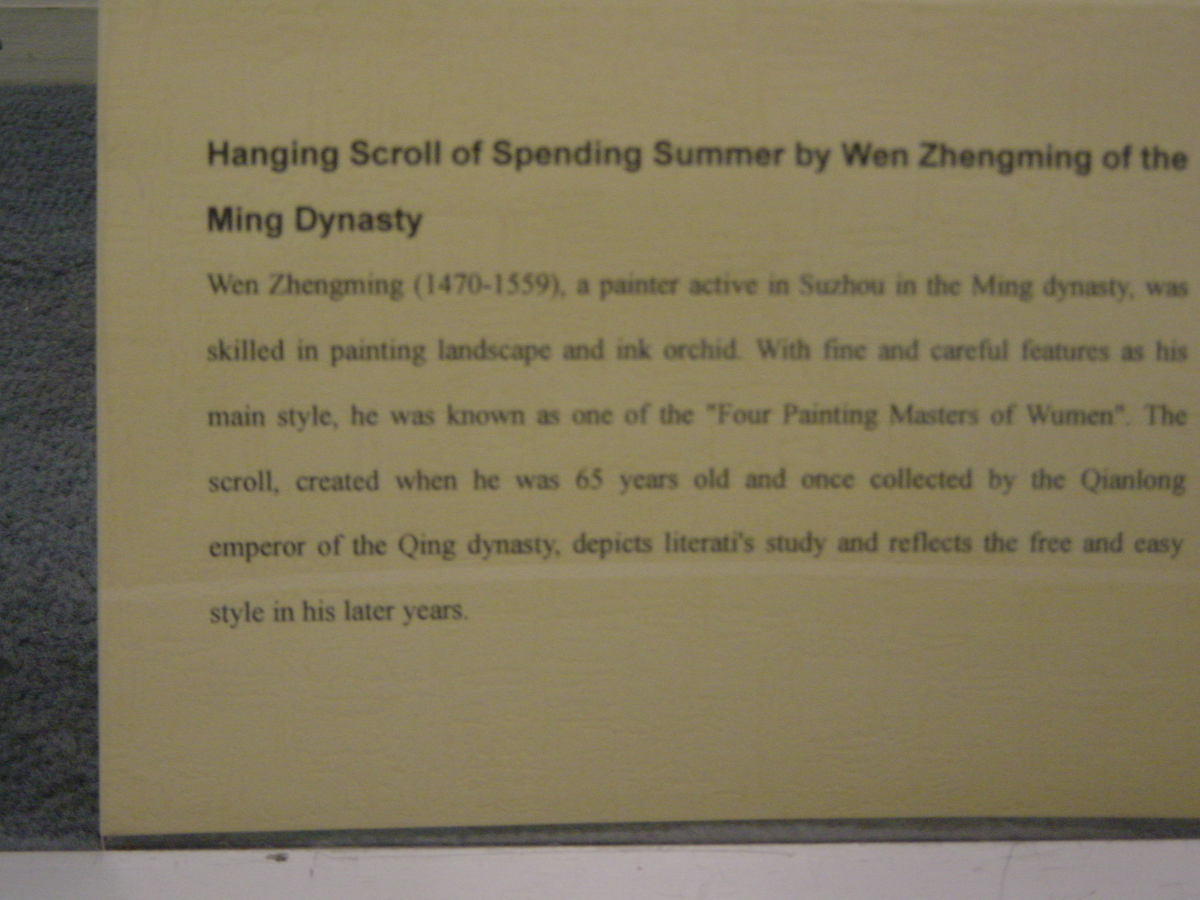 Hanging Scroll of Spending Summer by Wen Zhengming of the
Ming Dynasty
Wen Zhengming (1470-1559), a painter active in Suzhou in the Ming dynasty, was
skilled in painting landscape and ink orchid. With fine and careful features as his
main style, he was known as one of the "Four Painting Masters of Wumen". The
scroll, created when he was 65 years old and once collected by the Qianlong
emperor of the Qing dynasty, depicts literati's study and reflects the free and easy
style in his later years.